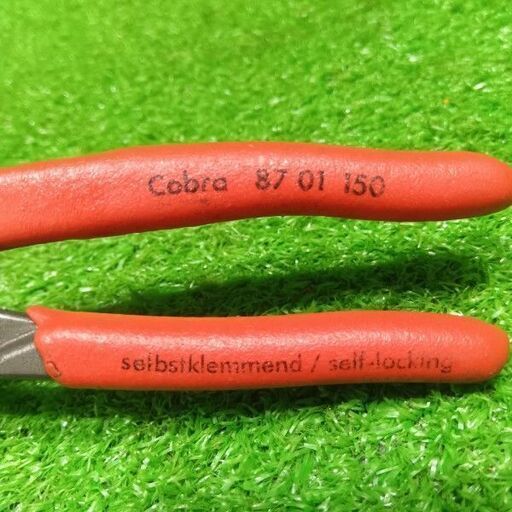 Cobra 87 01 150
selbstklemmend / self-locking